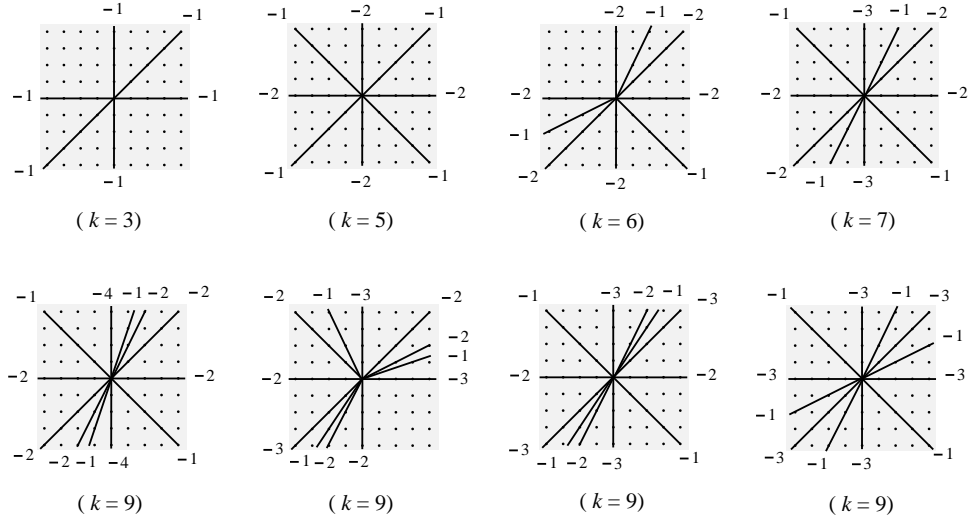 −1 −1
−1 −1
−1 −1
( k = 3)
−1 −2 −1
−2 −2
−1 −2 −1
( k = 5)
−2 −1 −2
−2 −2
−1
−2 −2 −1
( k = 6)
−1 −3 −1 −2
−2 −2
−2 −1 −3 −1
( k = 7)
−1 −4 −1 −2 −2
−2 −2
−2 −2 −1 −4 −1
( k = 9)
−2 −1 −3 −2
−2
−1
−2 −3
−3 −1 −2 −2
( k = 9)
−1 −3 −2 −1 −3
−2 −2
−3 −1 −2 −3 −1
( k = 9)
−1 −3 −1 −3
−1
−3 −3
−1
−3 −1 −3 −1
( k = 9)